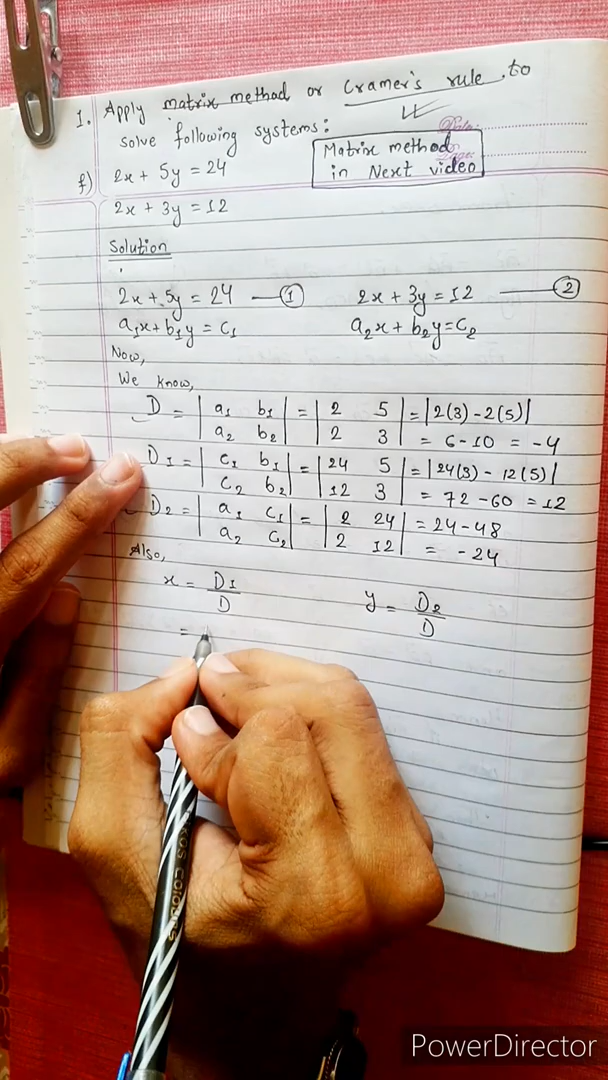 1. Apply matrix method or Cramer's rule to
solve following systems:
Matrix method
in Next video
f) 2x + 5y = 24
2x + 3y = 12
Solution
2x + 5y = 24 — ① 2x + 3y = 12 — ②
a₁x + b₁y = c₁ a₂x + b₂y = c₂
Now,
We know,
D = | a₁ b₁ | = | 2 5 | = |2(3) - 2(5)|
| a₂ b₂ | | 2 3 | = 6 - 10 = -4
D₁ = | c₁ b₁ | = | 24 5 | = |24(3) - 12(5)|
| c₂ b₂ | | 12 3 | = 72 - 60 = 12
D₂ = | a₁ c₁ | = | 2 24 | = 24 - 48
| a₂ c₂ | | 2 12 | = -24
Also,
x = D₁/D y = D₂/D
=
PowerDirector